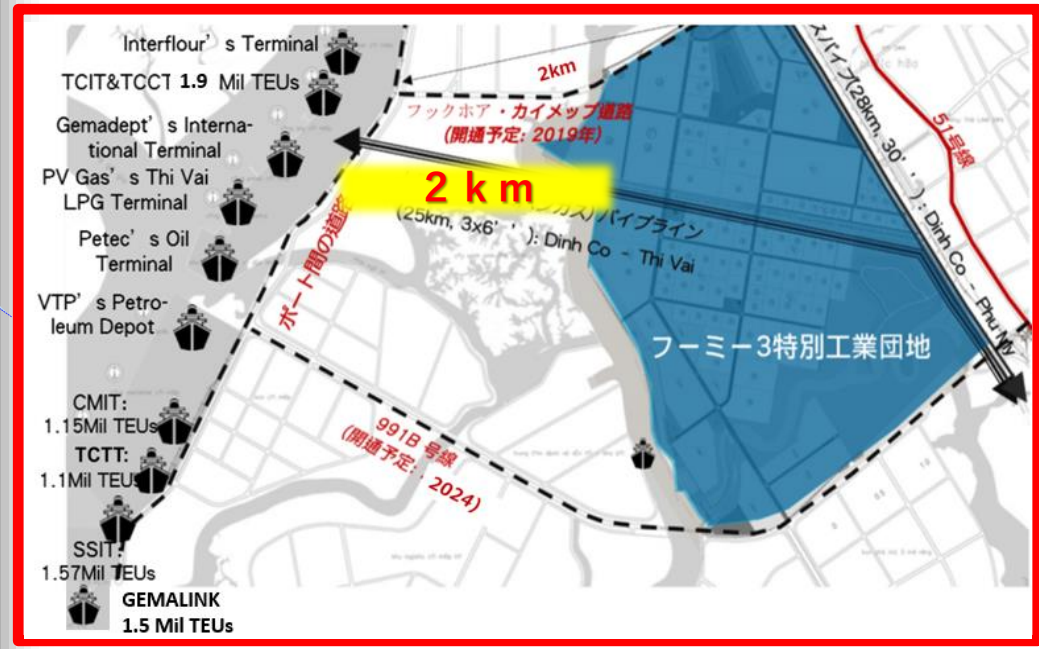 Interflour's Terminal
TCIT&TCCT 1.9 Mil TEUs
Gemadept's Interna-
tional Terminal
PV Gas's Thi Vai
LPG Terminal
Petec's Oil
Terminal
VTP's Petro-
leum Depot
CMIT:
1.15Mil TEUs
TCTT:
1.1Mil TEUs
SSIT:
1.57Mil TEUs
GEMALINK
1.5 Mil TEUs
2km
フックホア・カイメップ道路
(開通予定: 2019年)
2 km
パイプライン
(25km, 3x6''): Dinh Co - Thi Vai
ポート間の道路
991B 号線
(開通予定: : 2024)
フーミー3特別工業団地
スパイプ(28km, 30''): Dinh Co - Phu My
51号線